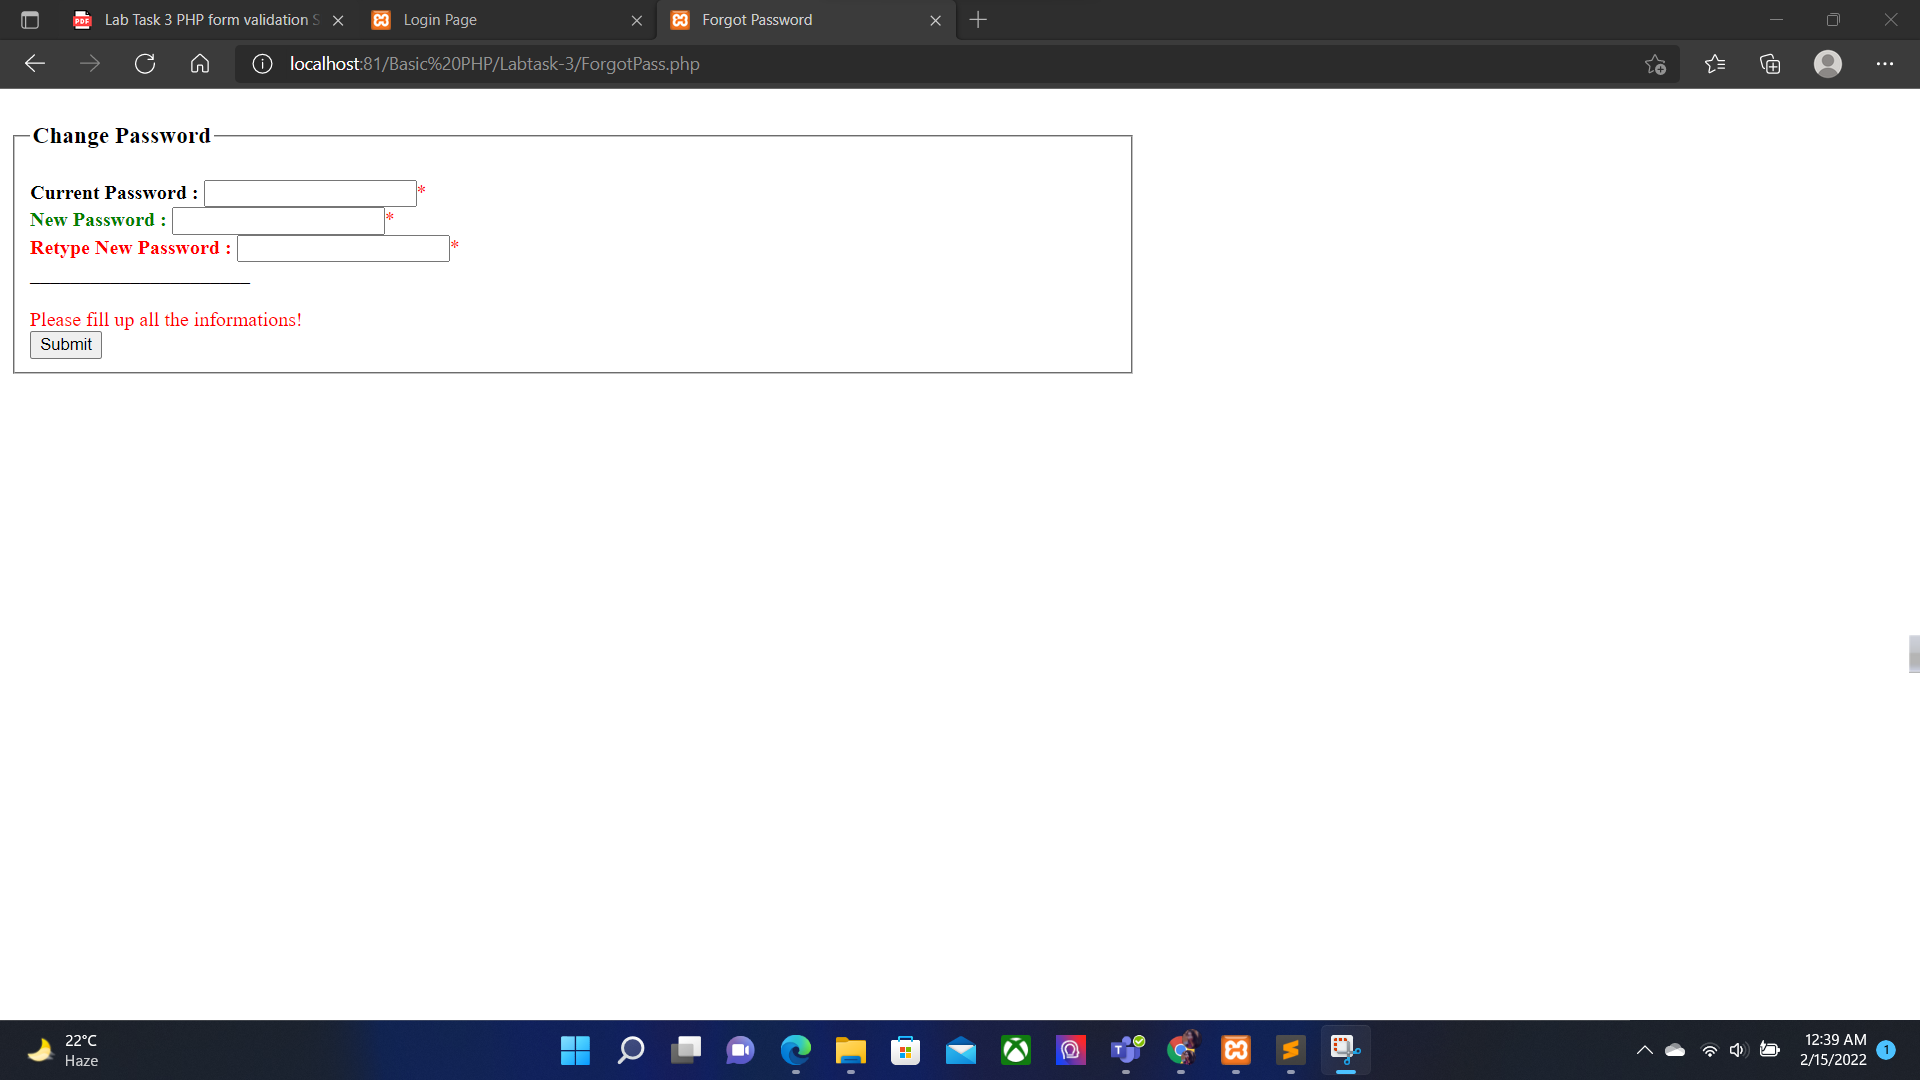 Lab Task 3 PHP form validation S
Login Page
Forgot Password
localhost:81/Basic%20PHP/Labtask-3/ForgotPass.php
Change Password
Current Password : *
New Password : *
Retype New Password : *
Please fill up all the informations!
Submit
22°C
Haze
12:39 AM
2/15/2022
1